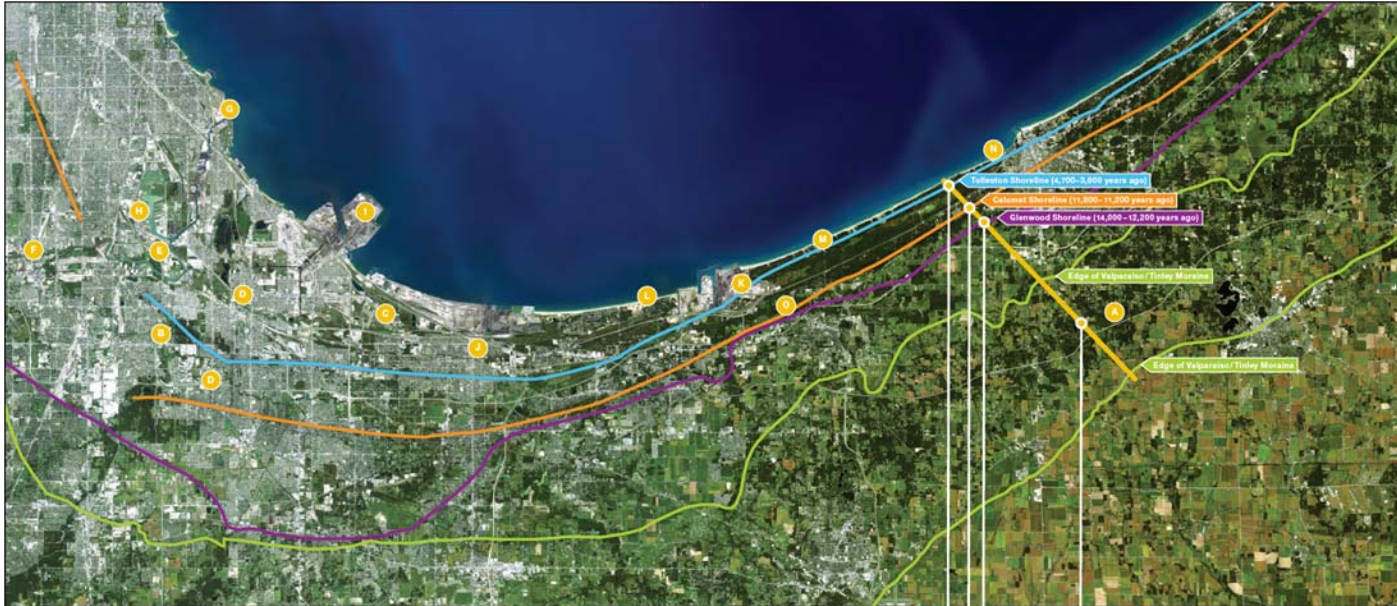 G
N
Tolleston Shoreline (4,700–3,800 years ago)
Calumet Shoreline (11,800–11,200 years ago)
Glenwood Shoreline (14,000–12,200 years ago)
H
I
F
E
M
Edge of Valparaiso/Tinley Moraine
K
D
L
O
A
C
B
J
Edge of Valparaiso/Tinley Moraine
D